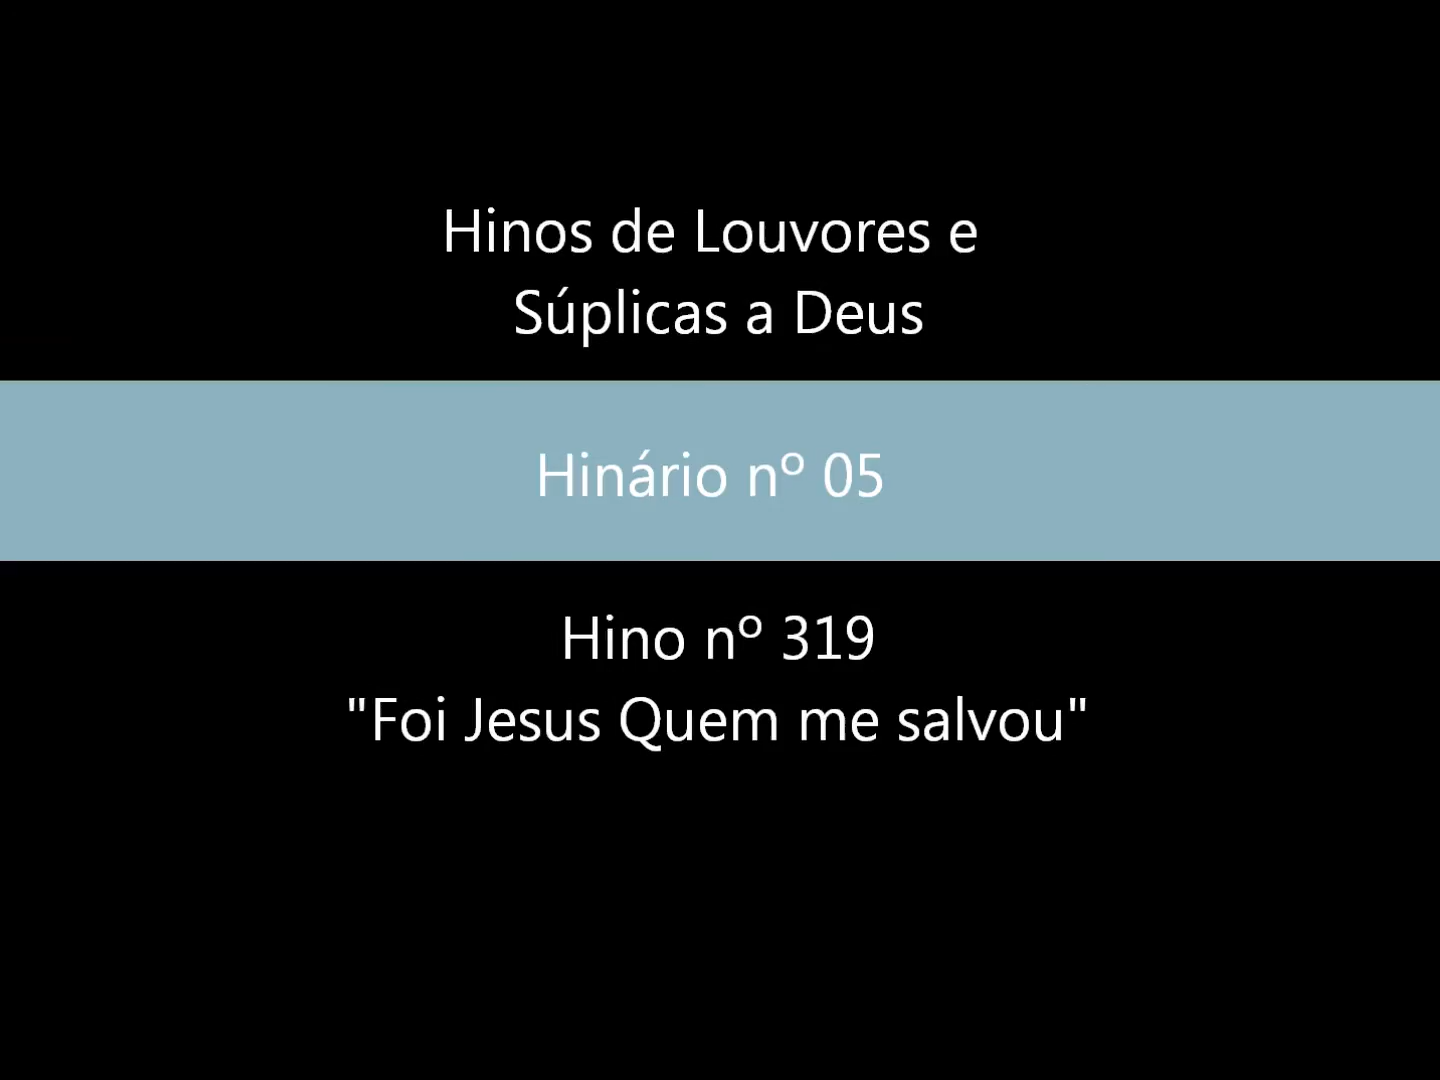 Hinos de Louvores e
Súplicas a Deus
Hinário nº 05
Hino nº 319
"Foi Jesus Quem me salvou"